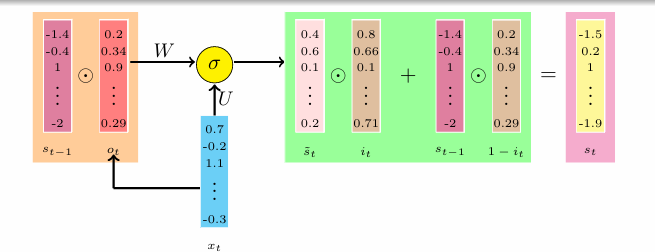 -1.4 0.2 0.4 0.8 -1.4 0.2 -1.5
-0.4 0.34 W σ 0.6 0.66 -0.4 0.34 0.2
1 0.9 0.1 0.1 1 0.9 1
⊙ ⊙ + ⊙ =
⋮ ⋮ U ⋮ ⋮ ⋮ ⋮ ⋮
-2 0.29 0.2 0.71 -2 0.29 -1.9
s_{t−1} o_t s̃_t i_t s_{t−1} 1 − i_t s_t
0.7
-0.2
1.1
⋮
-0.3
x_t